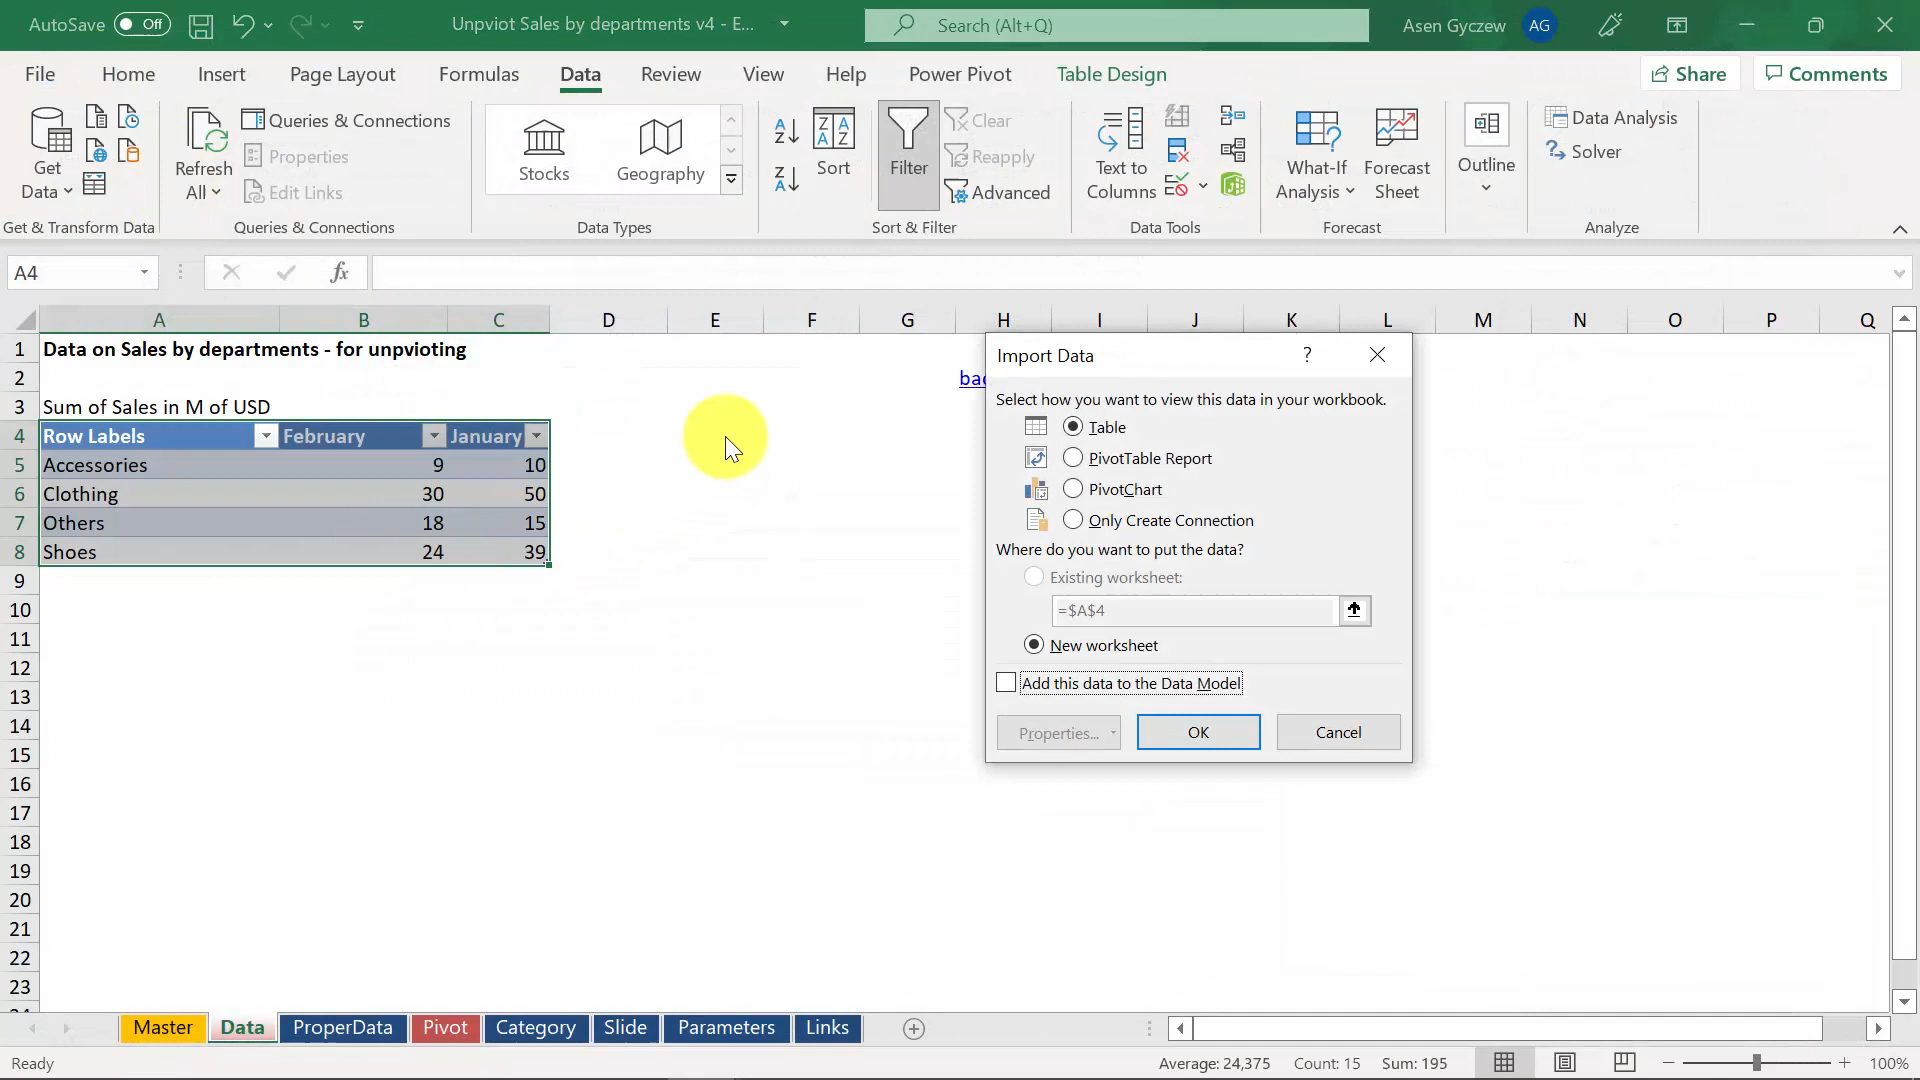 AutoSave Off Unpviot Sales by departments v4 - E... Search (Alt+Q) Asen Gyczew AG
File Home Insert Page Layout Formulas Data Review View Help Power Pivot Table Design Share Comments
Get Data
Refresh All
Queries & Connections
Properties
Edit Links
Stocks
Geography
Sort
Filter
Clear
Reapply
Advanced
Text to Columns
What-If Analysis
Forecast Sheet
Outline
Data Analysis
Solver
Get & Transform Data Queries & Connections Data Types Sort & Filter Data Tools Forecast Analyze
A4 fx
A B C D E F G H I J K L M N O P Q
1 Data on Sales by departments - for unpvioting
2 bac
3 Sum of Sales in M of USD
4 Row Labels February January
5 Accessories 9 10
6 Clothing 30 50
7 Others 18 15
8 Shoes 24 39
9
10
11
12
13
14
15
16
17
18
19
20
21
22
23
Import Data ?
Select how you want to view this data in your workbook.
Table
PivotTable Report
PivotChart
Only Create Connection
Where do you want to put the data?
Existing worksheet:
=$A$4
New worksheet
Add this data to the Data Model
Properties... OK Cancel
Master Data ProperData Pivot Category Slide Parameters Links
Ready Average: 24,375 Count: 15 Sum: 195 100%